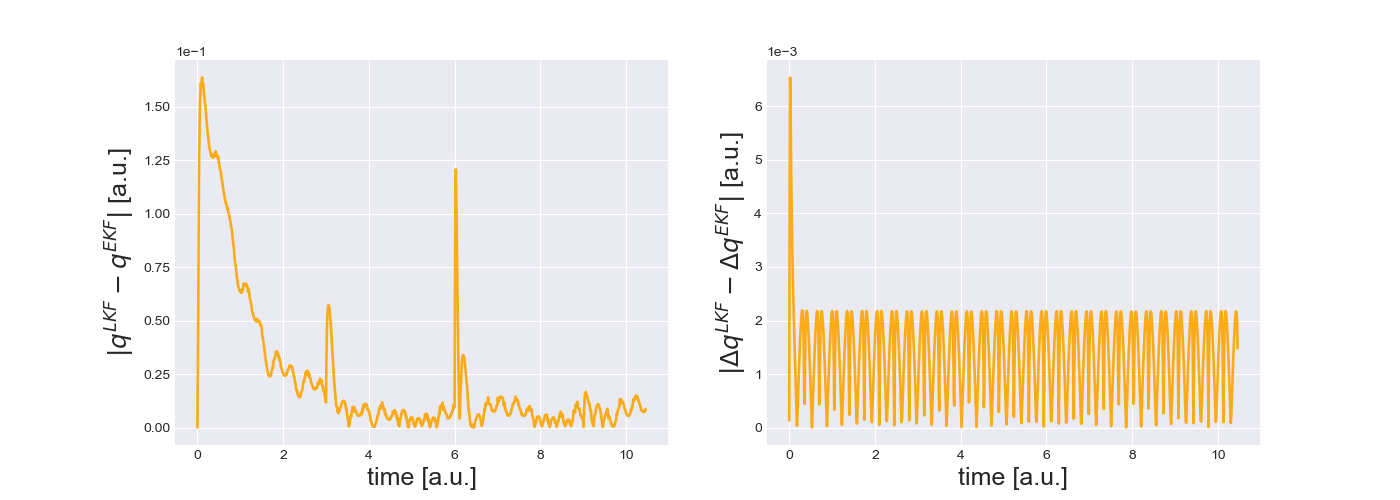 1e−1
1.50
1.25
1.00
0.75
0.50
0.25
0.00
0 2 4 6 8 10
time [a.u.]
|q^{LKF} − q^{EKF}| [a.u.]
1e−3
6
5
4
3
2
1
0
0 2 4 6 8 10
time [a.u.]
|Δq^{LKF} − Δq^{EKF}| [a.u.]